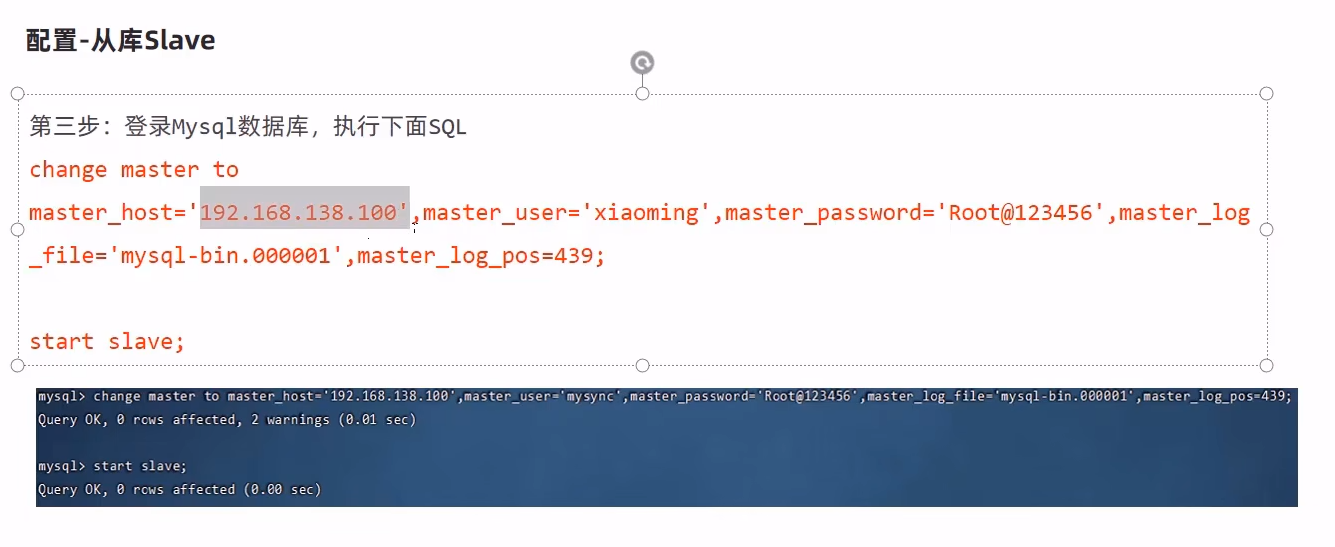 配置-从库Slave
第三步：登录Mysql数据库，执行下面SQL
change master to
master_host='192.168.138.100',master_user='xiaoming',master_password='Root@123456',master_log
_file='mysql-bin.000001',master_log_pos=439;
start slave;
mysql> change master to master_host='192.168.138.100',master_user='mysync',master_password='Root@123456',master_log_file='mysql-bin.000001',master_log_pos=439;
Query OK, 0 rows affected, 2 warnings (0.01 sec)
mysql> start slave;
Query OK, 0 rows affected (0.00 sec)